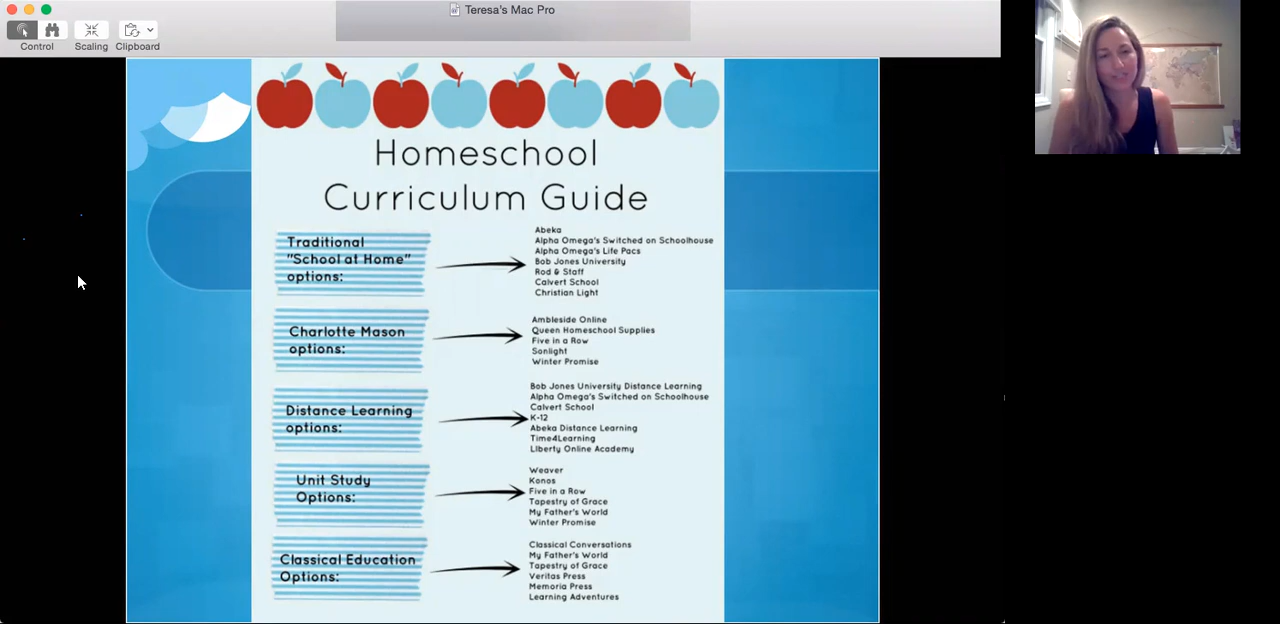 Teresa's Mac Pro
Control
Scaling
Clipboard
Homeschool
Curriculum Guide
Traditional
"School at Home"
options:
Abeka
Alpha Omega's Switched on Schoolhouse
Alpha Omega's Life Pacs
Bob Jones University
Rod & Staff
Calvert School
Christian Light
Charlotte Mason
options:
Ambleside Online
Queen Homeschool Supplies
Five in a Row
Sonlight
Winter Promise
Distance Learning
options:
Bob Jones University Distance Learning
Alpha Omega's Switched on Schoolhouse
Calvert School
K-12
Abeka Distance Learning
Time4Learning
Liberty Online Academy
Unit Study
Options:
Weaver
Konos
Five in a Row
Tapestry of Grace
My Father's World
Winter Promise
Classical Education
Options:
Classical Conversations
My Father's World
Tapestry of Grace
Veritas Press
Memoria Press
Learning Adventures